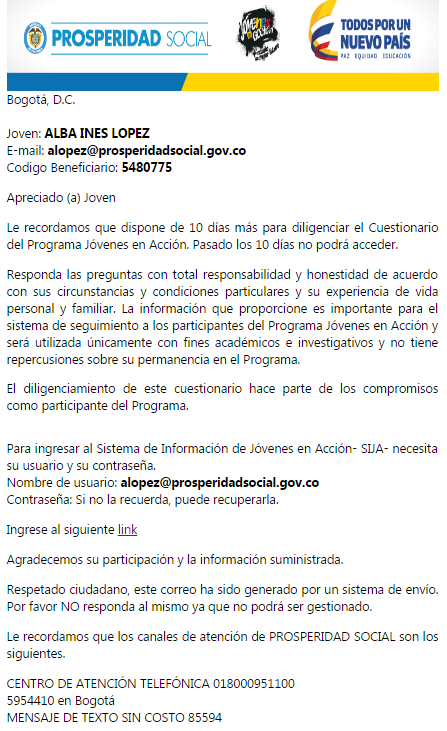 PROSPERIDAD SOCIAL
JÓVENES
EN
ACCIÓN
TODOS POR UN
NUEVO PAÍS
PAZ EQUIDAD EDUCACIÓN
Bogotá, D.C.
Joven: ALBA INES LOPEZ
E-mail: alopez@prosperidadsocial.gov.co
Codigo Beneficiario: 5480775
Apreciado (a) Joven
Le recordamos que dispone de 10 días más para diligenciar el Cuestionario
del Programa Jóvenes en Acción. Pasado los 10 días no podrá acceder.
Responda las preguntas con total responsabilidad y honestidad de acuerdo
con sus circunstancias y condiciones particulares y su experiencia de vida
personal y familiar. La información que proporcione es importante para el
sistema de seguimiento a los participantes del Programa Jóvenes en Acción y
será utilizada únicamente con fines académicos e investigativos y no tiene
repercusiones sobre su permanencia en el Programa.
El diligenciamiento de este cuestionario hace parte de los compromisos
como participante del Programa.
Para ingresar al Sistema de Información de Jóvenes en Acción- SIJA- necesita
su usuario y su contraseña.
Nombre de usuario: alopez@prosperidadsocial.gov.co
Contraseña: Si no la recuerda, puede recuperarla.
Ingrese al siguiente link
Agradecemos su participación y la información suministrada.
Respetado ciudadano, este correo ha sido generado por un sistema de envío.
Por favor NO responda al mismo ya que no podrá ser gestionado.
Le recordamos que los canales de atención de PROSPERIDAD SOCIAL son los
siguientes.
CENTRO DE ATENCIÓN TELEFÓNICA 018000951100
5954410 en Bogotá
MENSAJE DE TEXTO SIN COSTO 85594